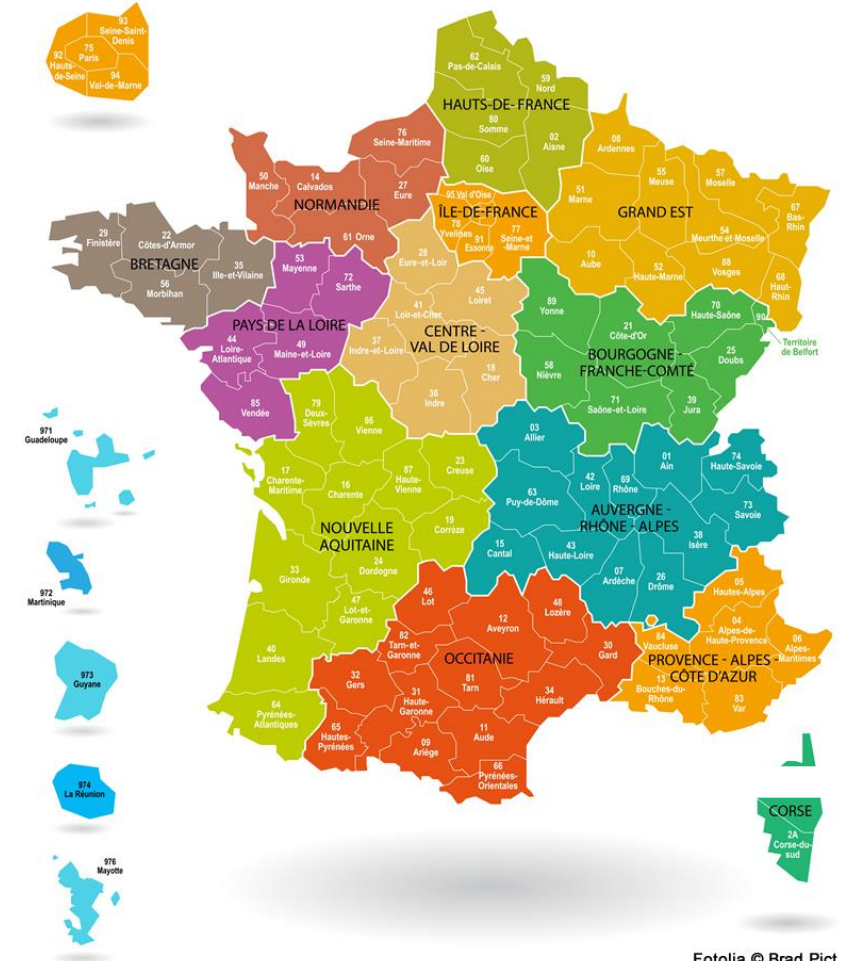 93
Seine-Saint-
Denis
92
Hauts-
de-Seine
75
Paris
94
Val-de-Marne
62
Pas-de-Calais
59
Nord
HAUTS-DE-FRANCE
80
Somme
02
Aisne
60
Oise
76
Seine-Maritime
50
Manche
14
Calvados
27
Eure
NORMANDIE
61 Orne
95 Val d'Oise
ÎLE-DE-FRANCE
78
Yvelines
91
Essonne
77
Seine-et
-Marne
08
Ardennes
55
Meuse
57
Moselle
51
Marne
67
Bas-
Rhin
GRAND EST
54
Meurthe-et-Moselle
10
Aube
52
Haute-Marne
88
Vosges
68
Haut-
Rhin
29
Finistère
22
Côtes-d'Armor
BRETAGNE
35
Ille-et-Vilaine
56
Morbihan
53
Mayenne
72
Sarthe
PAYS DE LA LOIRE
44
Loire-
Atlantique
49
Maine-et-Loire
85
Vendée
28
Eure-et-Loir
45
Loiret
41
Loir-et-Cher
CENTRE -
VAL DE LOIRE
37
Indre-et-Loire
18
Cher
36
Indre
89
Yonne
21
Côte-d'Or
70
Haute-Saône
90
Territoire
de Belfort
BOURGOGNE -
FRANCHE-COMTÉ
58
Nièvre
25
Doubs
71
Saône-et-Loire
39
Jura
79
Deux-
Sèvres
86
Vienne
17
Charente-
Maritime
16
Charente
87
Haute-
Vienne
23
Creuse
19
Corrèze
NOUVELLE
AQUITAINE
24
Dordogne
33
Gironde
47
Lot-et-
Garonne
40
Landes
64
Pyrénées-
Atlantiques
03
Allier
63
Puy-de-Dôme
42
Loire
69
Rhône
01
Ain
74
Haute-Savoie
73
Savoie
AUVERGNE -
RHÔNE - ALPES
38
Isère
15
Cantal
43
Haute-Loire
07
Ardèche
26
Drôme
46
Lot
12
Aveyron
48
Lozère
82
Tarn-et-
Garonne
30
Gard
OCCITANIE
32
Gers
81
Tarn
31
Haute-
Garonne
34
Hérault
65
Hautes-
Pyrénées
09
Ariège
11
Aude
66
Pyrénées-
Orientales
05
Hautes-Alpes
04
Alpes-de-
Haute-Provence
06
Alpes-
Maritimes
84
Vaucluse
PROVENCE - ALPES -
CÔTE D'AZUR
13
Bouches-du-
Rhône
83
Var
CORSE
2A
Corse-du-
sud
971
Guadeloupe
972
Martinique
973
Guyane
974
La Réunion
976
Mayotte
Fotolia © Brad Pict